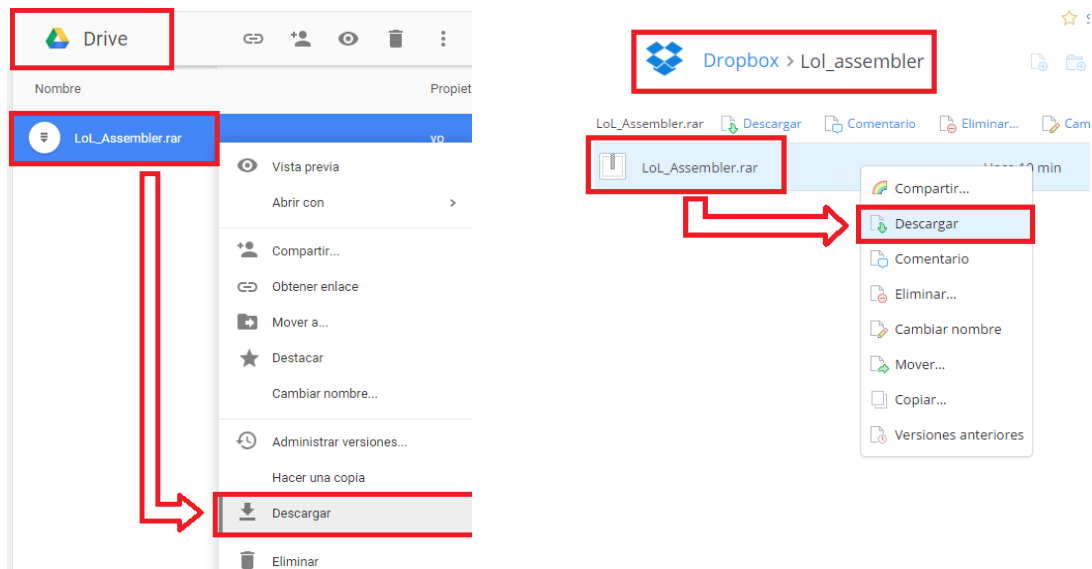 Drive
Nombre
Propiet
LoL_Assembler.rar
yo
Vista previa
Abrir con
Compartir...
Obtener enlace
Mover a...
Destacar
Cambiar nombre...
Administrar versiones...
Hacer una copia
Descargar
Eliminar
S
Dropbox > Lol_assembler
LoL_Assembler.rar Descargar Comentario Eliminar... Cam
LoL_Assembler.rar
min
Compartir...
Descargar
Comentario
Eliminar...
Cambiar nombre
Mover...
Copiar...
Versiones anteriores